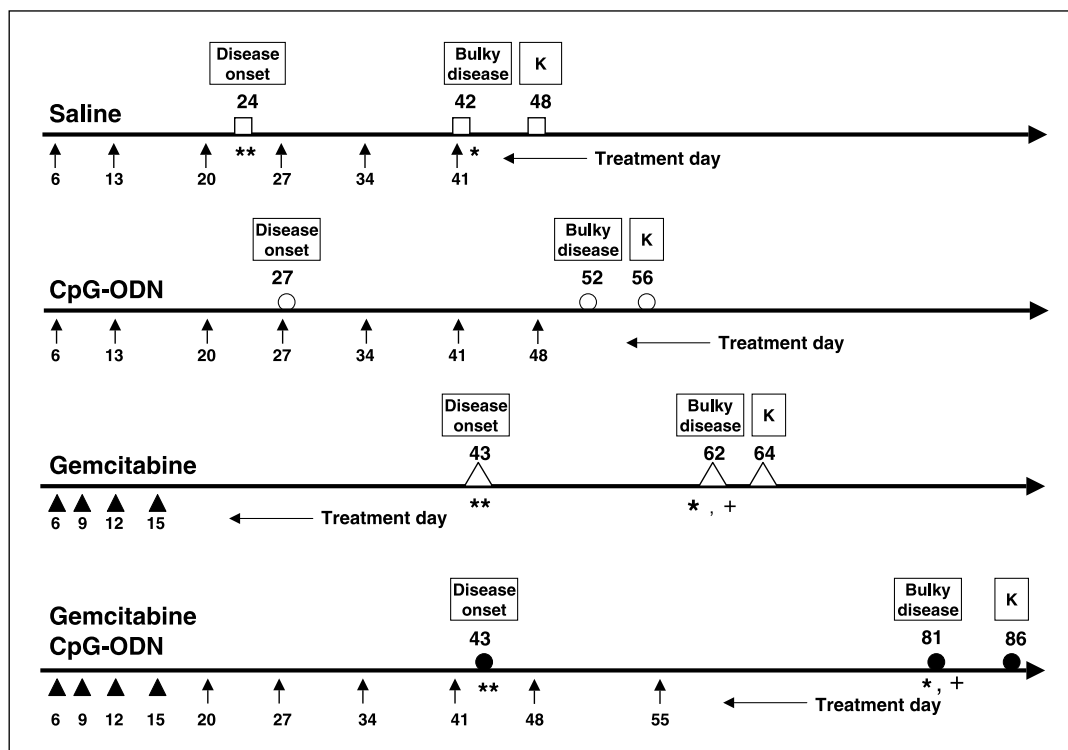 Disease onset
Bulky disease
K
24
42
48
Saline
** 
*
Treatment day
6
13
20
27
34
41
Disease onset
Bulky disease
K
27
52
56
CpG-ODN
Treatment day
6
13
20
27
34
41
48
Disease onset
Bulky disease
K
43
62
64
Gemcitabine
**
* , +
Treatment day
6
9
12
15
Disease onset
Bulky disease
K
Gemcitabine
CpG-ODN
43
81
86
**
* , +
Treatment day
6
9
12
15
20
27
34
41
48
55